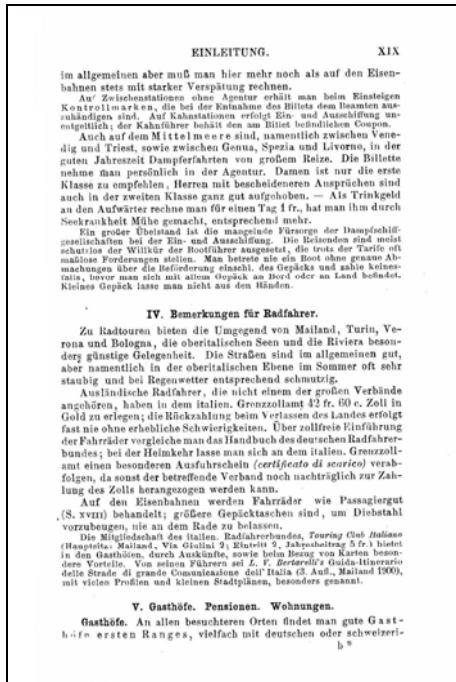 EINLEITUNG. XIX
im allgemeinen aber muß man hier mehr noch als auf den Eisen-
bahnen stets mit starker Verspätung rechnen.
Auf Zwischenstationen ohne Agentur erhält man beim Einsteigen
Kontrollmarken, die bei der Entnahme des Billets dem Beamten aus-
zuhändigen sind. Auf Kahnstationen erfolgt Ein- und Ausschiffung un-
entgeltlich; der Kahnführer behält den am Billet befindlichen Coupon.
Auch auf dem Mittelmeere sind, namentlich zwischen Vene-
dig und Triest, sowie zwischen Genua, Spezia und Livorno, in der
guten Jahreszeit Dampferfahrten von großem Reize. Die Billette
nehme man persönlich in der Agentur. Damen ist nur die erste
Klasse zu empfehlen, Herren mit bescheideneren Ansprüchen sind
auch in der zweiten Klasse ganz gut aufgehoben. — Als Trinkgeld
an den Aufwärter rechne man für einen Tag 1 fr., hat man ihm durch
Seekrankheit Mühe gemacht, entsprechend mehr.
Ein großer Übelstand ist die mangelnde Fürsorge der Dampfschiff-
gesellschaften bei der Ein- und Ausschiffung. Die Reisenden sind meist
schutzlos der Willkür der Bootführer ausgesetzt, die trotz der Tarife oft
maßlose Forderungen stellen. Man betrete nie ein Boot ohne genaue Ab-
machungen über die Beförderung einschl. des Gepäcks und zahle keines-
falls, bevor man sich mit allem Gepäck an Bord oder an Land befindet.
Kleines Gepäck lasse man nicht aus den Händen.
IV. Bemerkungen für Radfahrer.
Zu Radtouren bieten die Umgegend von Mailand, Turin, Ve-
rona und Bologna, die oberitalischen Seen und die Riviera beson-
ders günstige Gelegenheit. Die Straßen sind im allgemeinen gut,
aber namentlich in der oberitalischen Ebene im Sommer oft sehr
staubig und bei Regenwetter entsprechend schmutzig.
Ausländische Radfahrer, die nicht einem der großen Verbände
angehören, haben in dem italien. Grenzzollamt 42 fr. 60 c. Zoll in
Gold zu erlegen; die Rückzahlung beim Verlassen des Landes erfolgt
fast nie ohne erhebliche Schwierigkeiten. Über zollfreie Einführung
der Fahrräder vergleiche man das Handbuch des deutschen Radfahrer-
bundes; bei der Heimkehr lasse man sich an dem italien. Grenzzoll-
amt einen besonderen Ausfuhrschein (certificato di scarico) verab-
folgen, da sonst der betreffende Verband noch nachträglich zur Zah-
lung des Zolls herangezogen werden kann.
Auf den Eisenbahnen werden Fahrräder wie Passagiergut
(S. XVIII) behandelt; größere Gepäcktaschen sind, um Diebstahl
vorzubeugen, nie an dem Rade zu belassen.
Die Mitgliedschaft des italien. Radfahrerbundes, Touring Club Italiano
(Hauptsitz: Mailand, Via Giulini 2; Eintritt 2, Jahresbeitrag 5 fr.) bietet
in den Gasthöfen, durch Auskünfte, sowie beim Bezug von Karten beson-
dere Vorteile. Von seinen Führern sei L. V. Bertarelli's Guida-Itinerario
delle Strade di grande Comunicazione dell' Italia (3. Aufl., Mailand 1900),
mit vielen Profilen und kleinen Stadtplänen, besonders genannt.
V. Gasthöfe. Pensionen. Wohnungen.
Gasthöfe. An allen besuchteren Orten findet man gute Gast-
höfe ersten Ranges, vielfach mit deutschen oder schweizeri-
b*